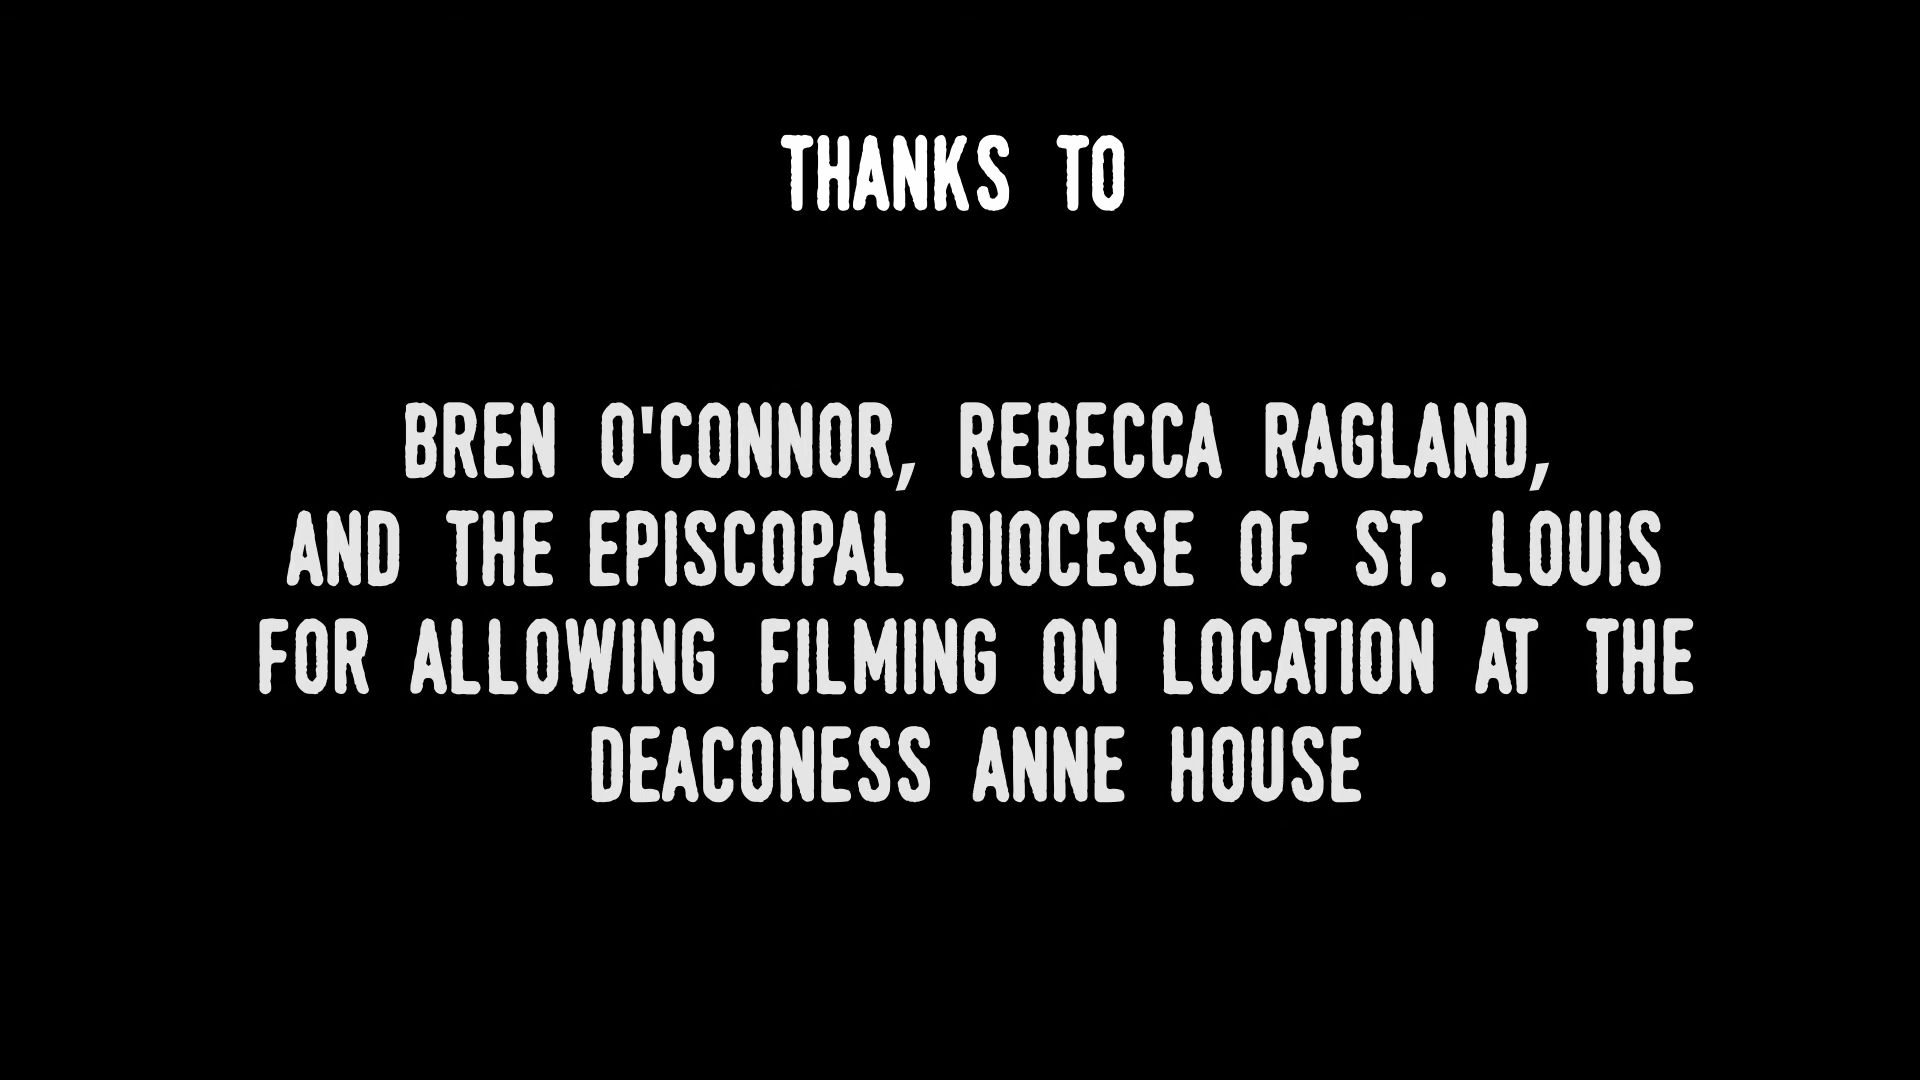 THANKS TO
BREN O'CONNOR, REBECCA RAGLAND,
AND THE EPISCOPAL DIOCESE OF ST. LOUIS
FOR ALLOWING FILMING ON LOCATION AT THE
DEACONESS ANNE HOUSE